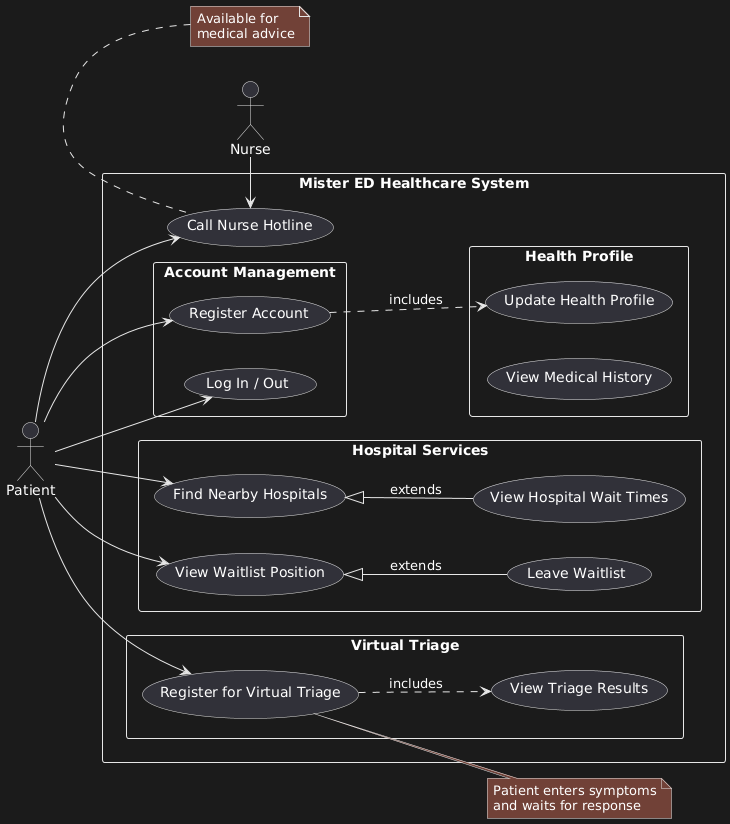 Available for
medical advice
Nurse
Mister ED Healthcare System
Call Nurse Hotline
Account Management
Register Account
Log In / Out
includes
Health Profile
Update Health Profile
View Medical History
Patient
Hospital Services
Find Nearby Hospitals
extends
View Hospital Wait Times
View Waitlist Position
extends
Leave Waitlist
Virtual Triage
Register for Virtual Triage
includes
View Triage Results
Patient enters symptoms
and waits for response